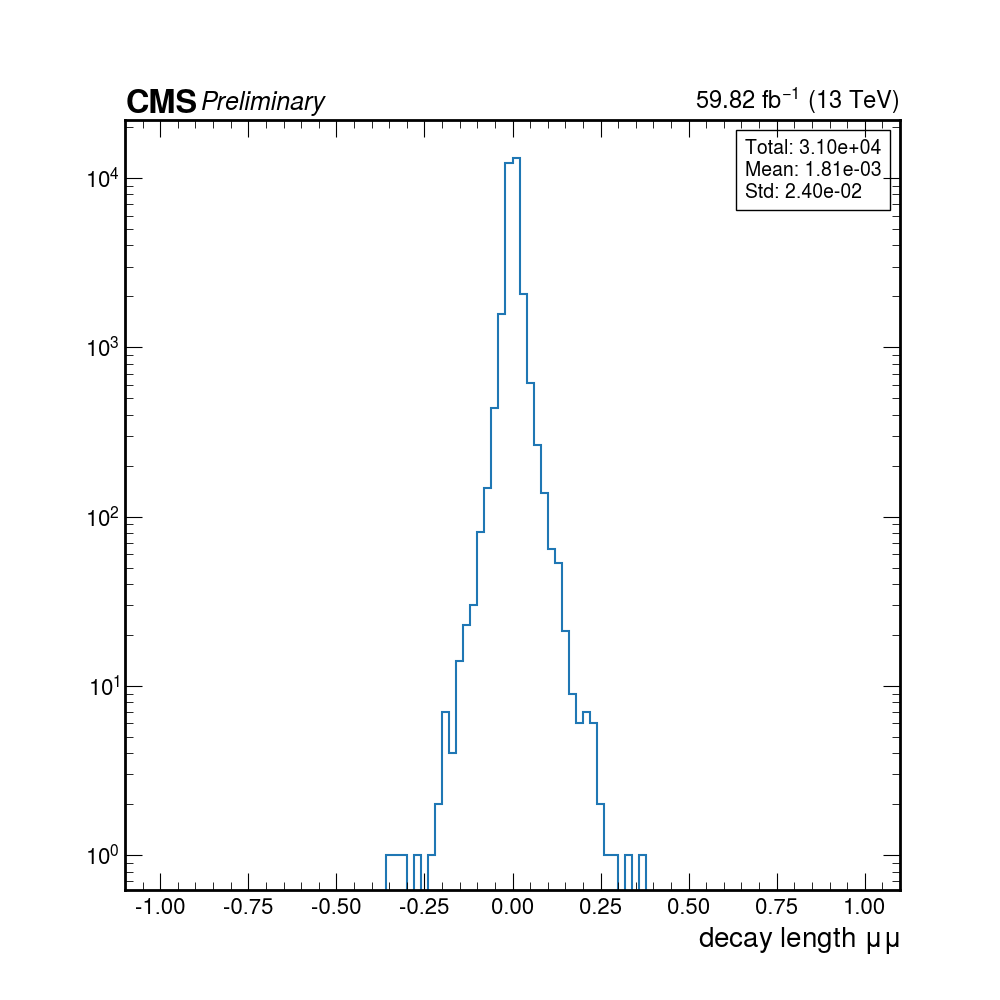 CMS Preliminary 59.82 fb⁻¹ (13 TeV)
Total: 3.10e+04
Mean: 1.81e-03
Std: 2.40e-02
10⁴
10³
10²
10¹
10⁰
-1.00 -0.75 -0.50 -0.25 0.00 0.25 0.50 0.75 1.00
decay length μμ